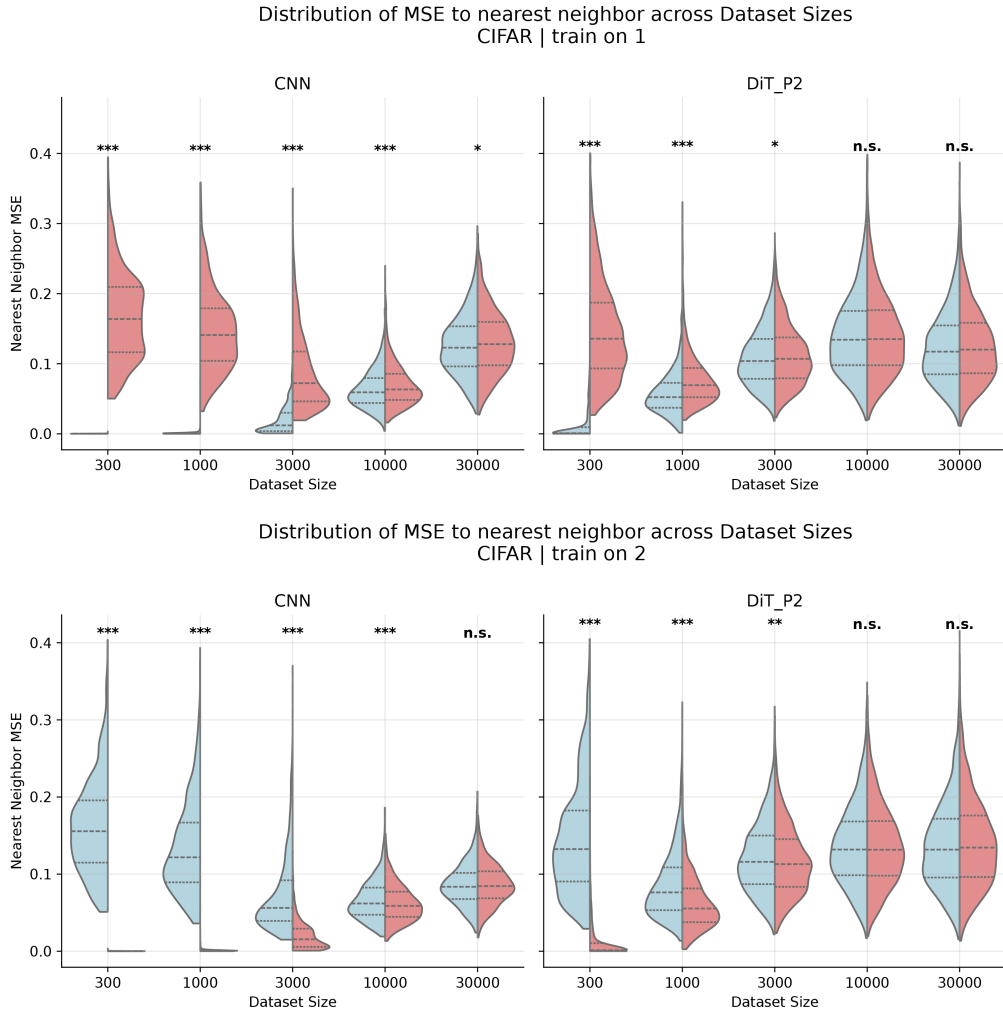 Distribution of MSE to nearest neighbor across Dataset Sizes
CIFAR | train on 1
CNN
DiT_P2
Nearest Neighbor MSE
0.4
0.3
0.2
0.1
0.0
*** *** *** *** *
*** *** * n.s. n.s.
300 1000 3000 10000 30000
300 1000 3000 10000 30000
Dataset Size
Dataset Size
Distribution of MSE to nearest neighbor across Dataset Sizes
CIFAR | train on 2
CNN
DiT_P2
Nearest Neighbor MSE
0.4
0.3
0.2
0.1
0.0
*** *** *** *** n.s.
*** *** ** n.s. n.s.
300 1000 3000 10000 30000
300 1000 3000 10000 30000
Dataset Size
Dataset Size